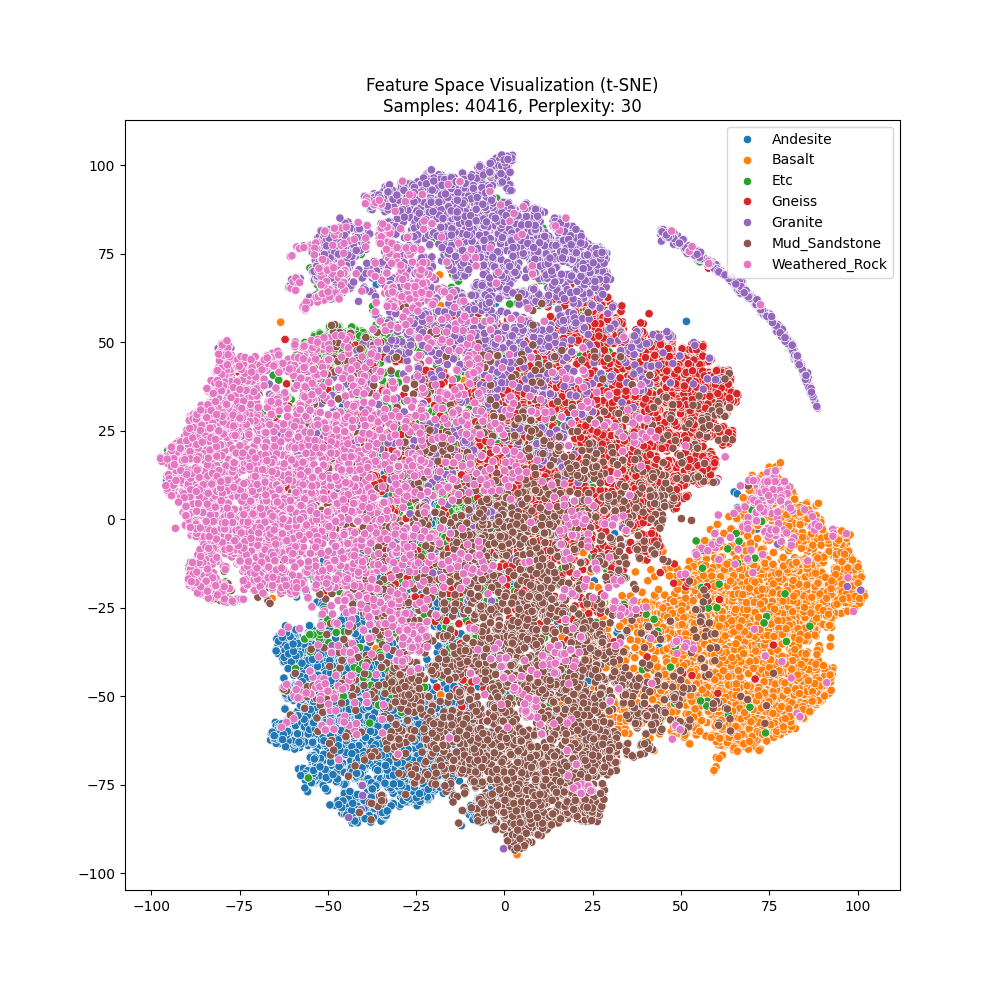 Feature Space Visualization (t-SNE)
Samples: 40416, Perplexity: 30
Andesite
Basalt
Etc
Gneiss
Granite
Mud_Sandstone
Weathered_Rock
100
75
50
25
0
−25
−50
−75
−100
−100 −75 −50 −25 0 25 50 75 100